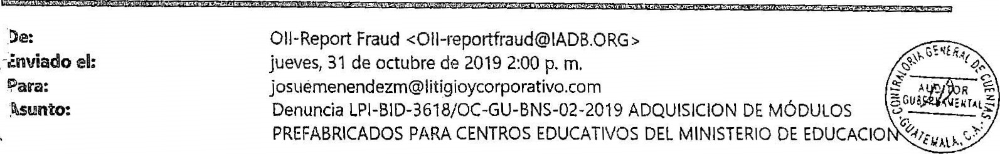 De: OII-Report Fraud <OII-reportfraud@IADB.ORG>
Enviado el: jueves, 31 de octubre de 2019 2:00 p. m.
Para: josuemenendezm@litigioycorporativo.com
Asunto: Denuncia LPI-BID-3618/OC-GU-BNS-02-2019 ADQUISICION DE MÓDULOS
PREFABRICADOS PARA CENTROS EDUCATIVOS DEL MINISTERIO DE EDUCACION
CONTRALORIA GENERAL DE CUENTAS
AUDITOR
GUBERNAMENTAL
GUATEMALA, C.A.